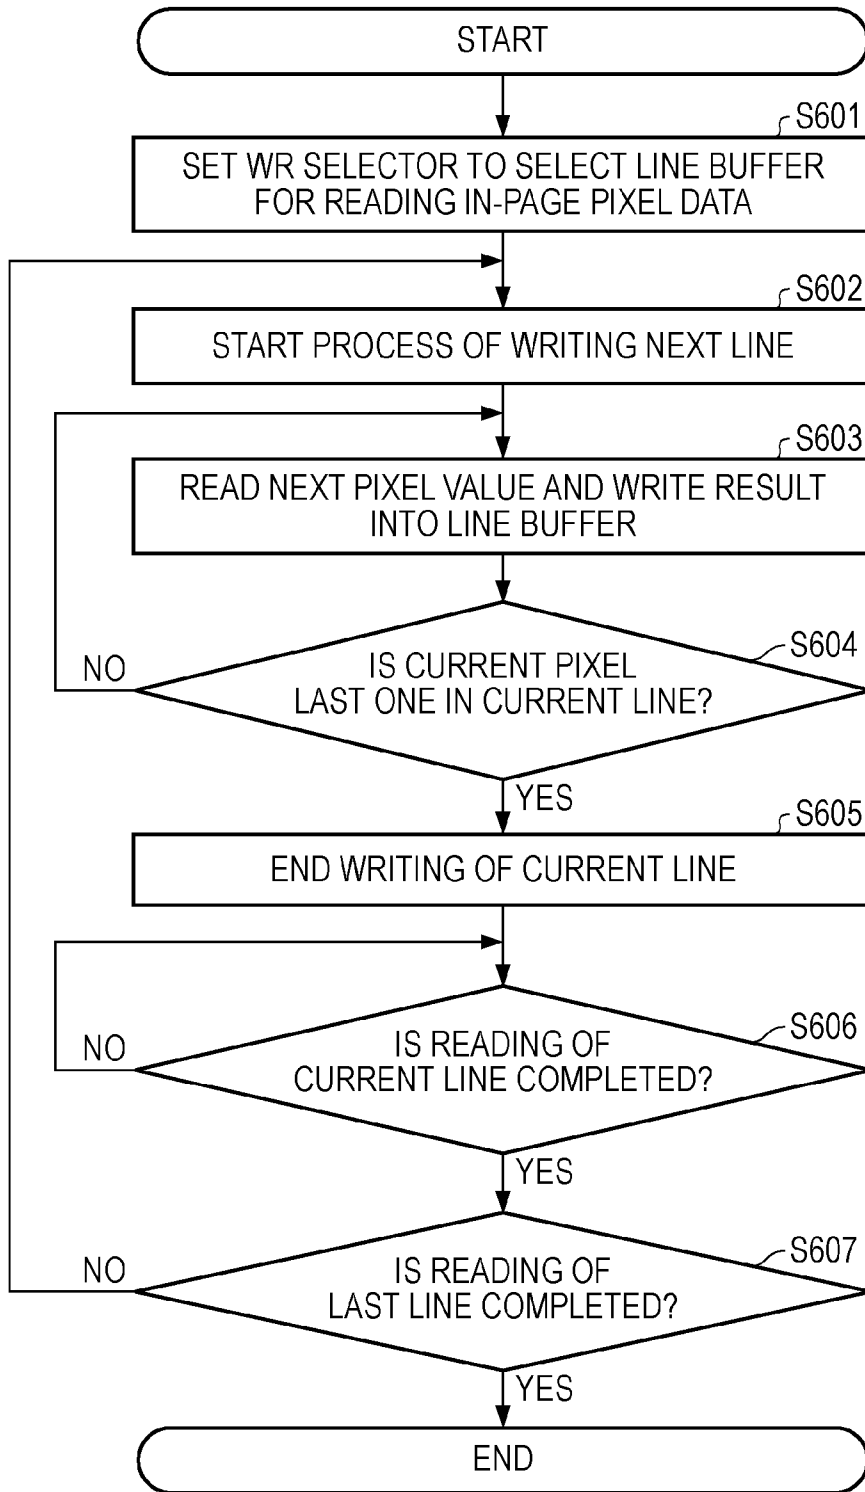 START
S601
SET WR SELECTOR TO SELECT LINE BUFFER
FOR READING IN-PAGE PIXEL DATA
S602
START PROCESS OF WRITING NEXT LINE
S603
READ NEXT PIXEL VALUE AND WRITE RESULT
INTO LINE BUFFER
S604
IS CURRENT PIXEL
LAST ONE IN CURRENT LINE?
NO
YES
S605
END WRITING OF CURRENT LINE
S606
IS READING OF
CURRENT LINE COMPLETED?
NO
YES
S607
IS READING OF
LAST LINE COMPLETED?
NO
YES
END